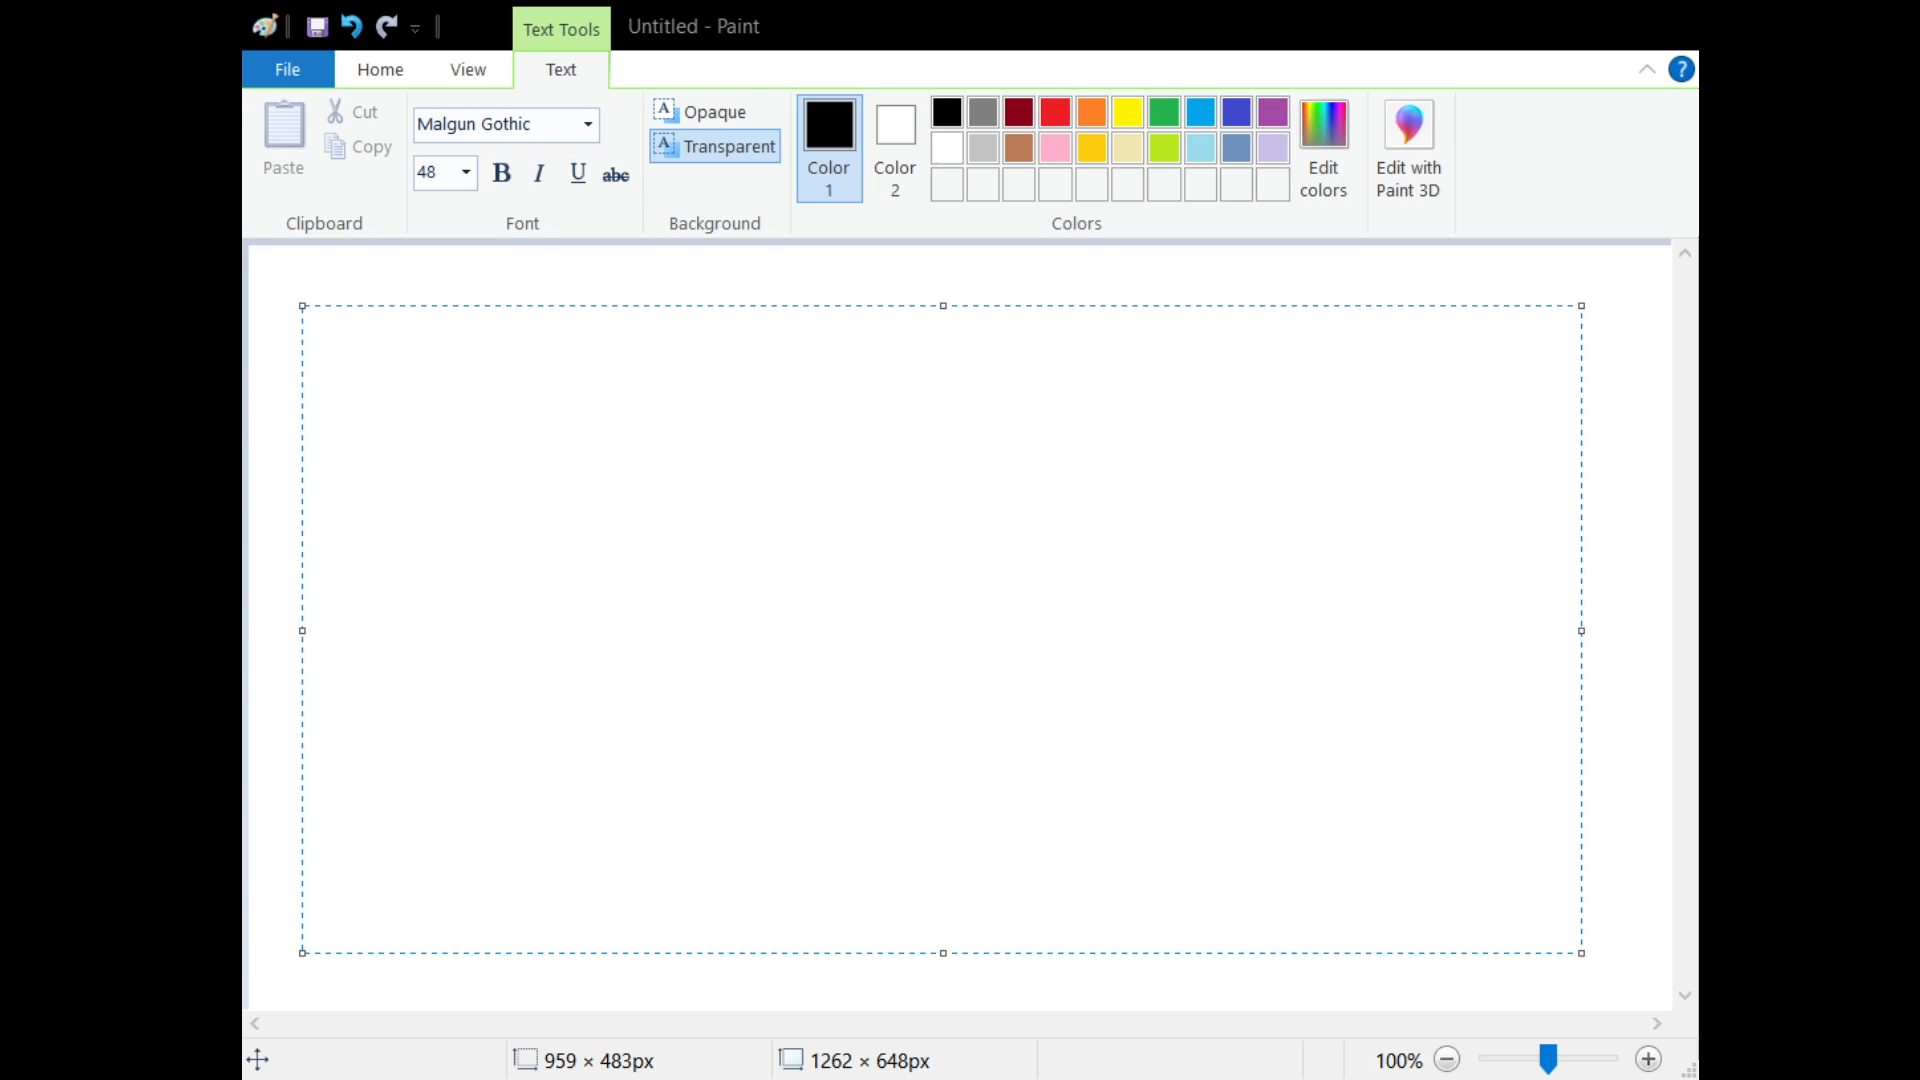 Text Tools Untitled - Paint
File Home View Text
Paste
Cut
Copy
Clipboard
Malgun Gothic
48 B I U abc
Font
Opaque
Transparent
Background
Color 1
Color 2
Edit colors
Colors
Edit with Paint 3D
959 × 483px 1262 × 648px 100%